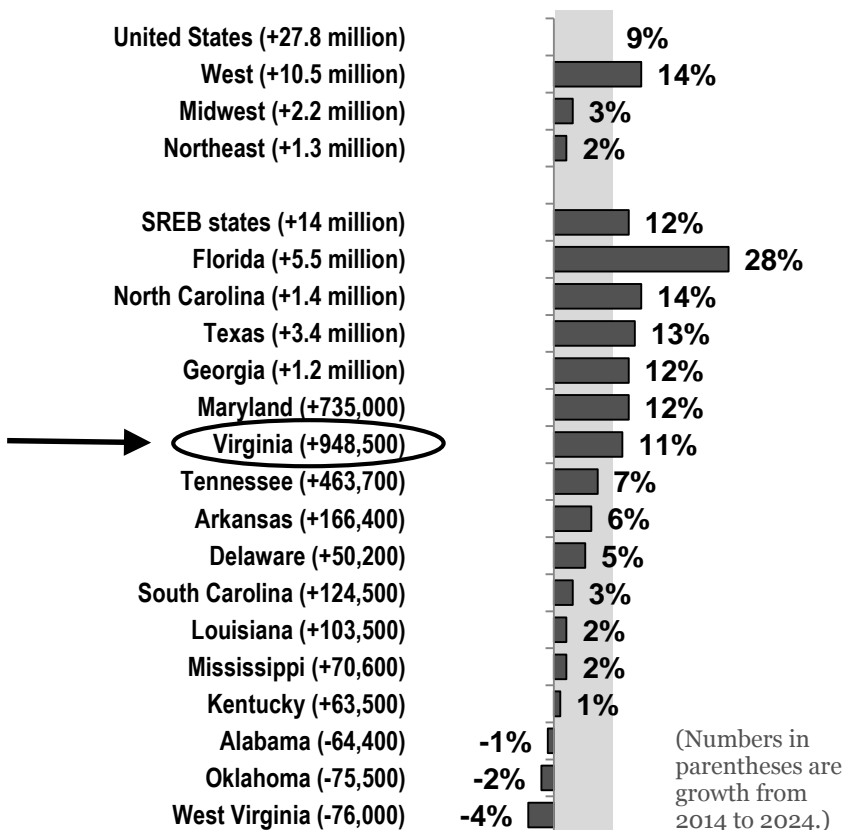 United States (+27.8 million) 9%
West (+10.5 million) 14%
Midwest (+2.2 million) 3%
Northeast (+1.3 million) 2%
SREB states (+14 million) 12%
Florida (+5.5 million) 28%
North Carolina (+1.4 million) 14%
Texas (+3.4 million) 13%
Georgia (+1.2 million) 12%
Maryland (+735,000) 12%
Virginia (+948,500) 11%
Tennessee (+463,700) 7%
Arkansas (+166,400) 6%
Delaware (+50,200) 5%
South Carolina (+124,500) 3%
Louisiana (+103,500) 2%
Mississippi (+70,600) 2%
Kentucky (+63,500) 1%
Alabama (-64,400) -1%
Oklahoma (-75,500) -2%
West Virginia (-76,000) -4%
(Numbers in
parentheses are
growth from
2014 to 2024.)